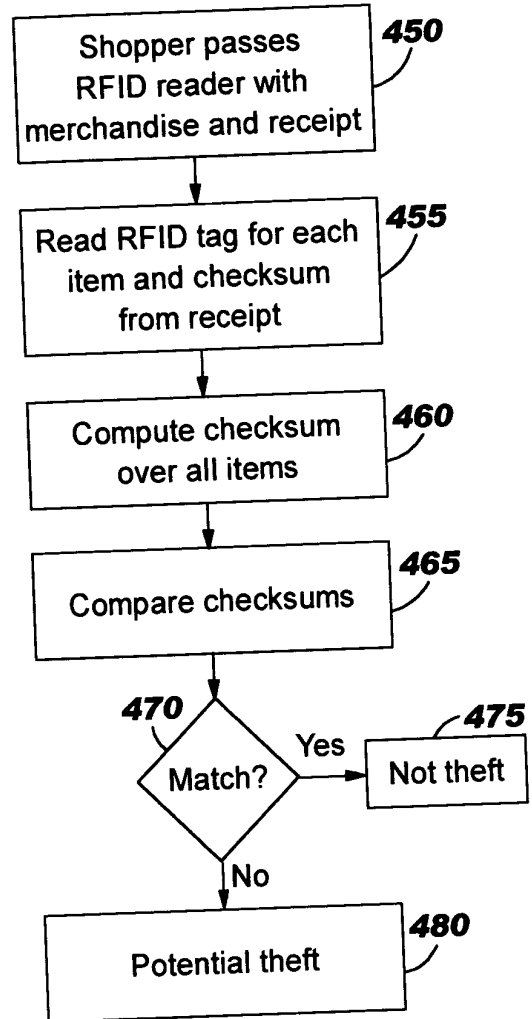 Shopper passes
RFID reader with
merchandise and receipt
450
Read RFID tag for each
item and checksum
from receipt
455
Compute checksum
over all items
460
Compare checksums
465
470
Match?
Yes
475
Not theft
No
Potential theft
480